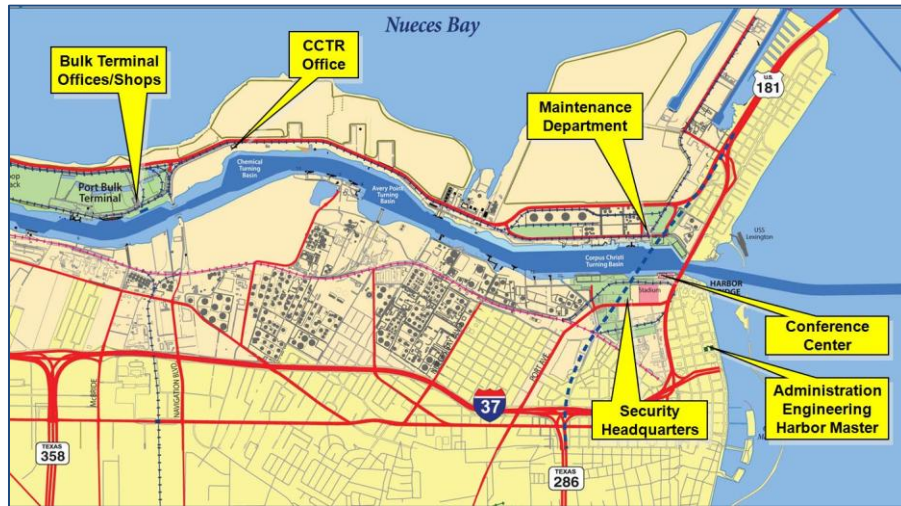 Nueces Bay
Bulk Terminal
Offices/Shops
CCTR
Office
Maintenance
Department
U.S.
181
Port Bulk
Terminal
Chemical
Turning
Basin
Avery Point
Turning
Basin
USS
Lexington
Corpus Christi
Turning Basin
Stadium
HARBOR
Conference
Center
Administration
Engineering
Harbor Master
Security
Headquarters
McBRIDE
NAVIGATION BLVD
37
TEXAS
358
TEXAS
286